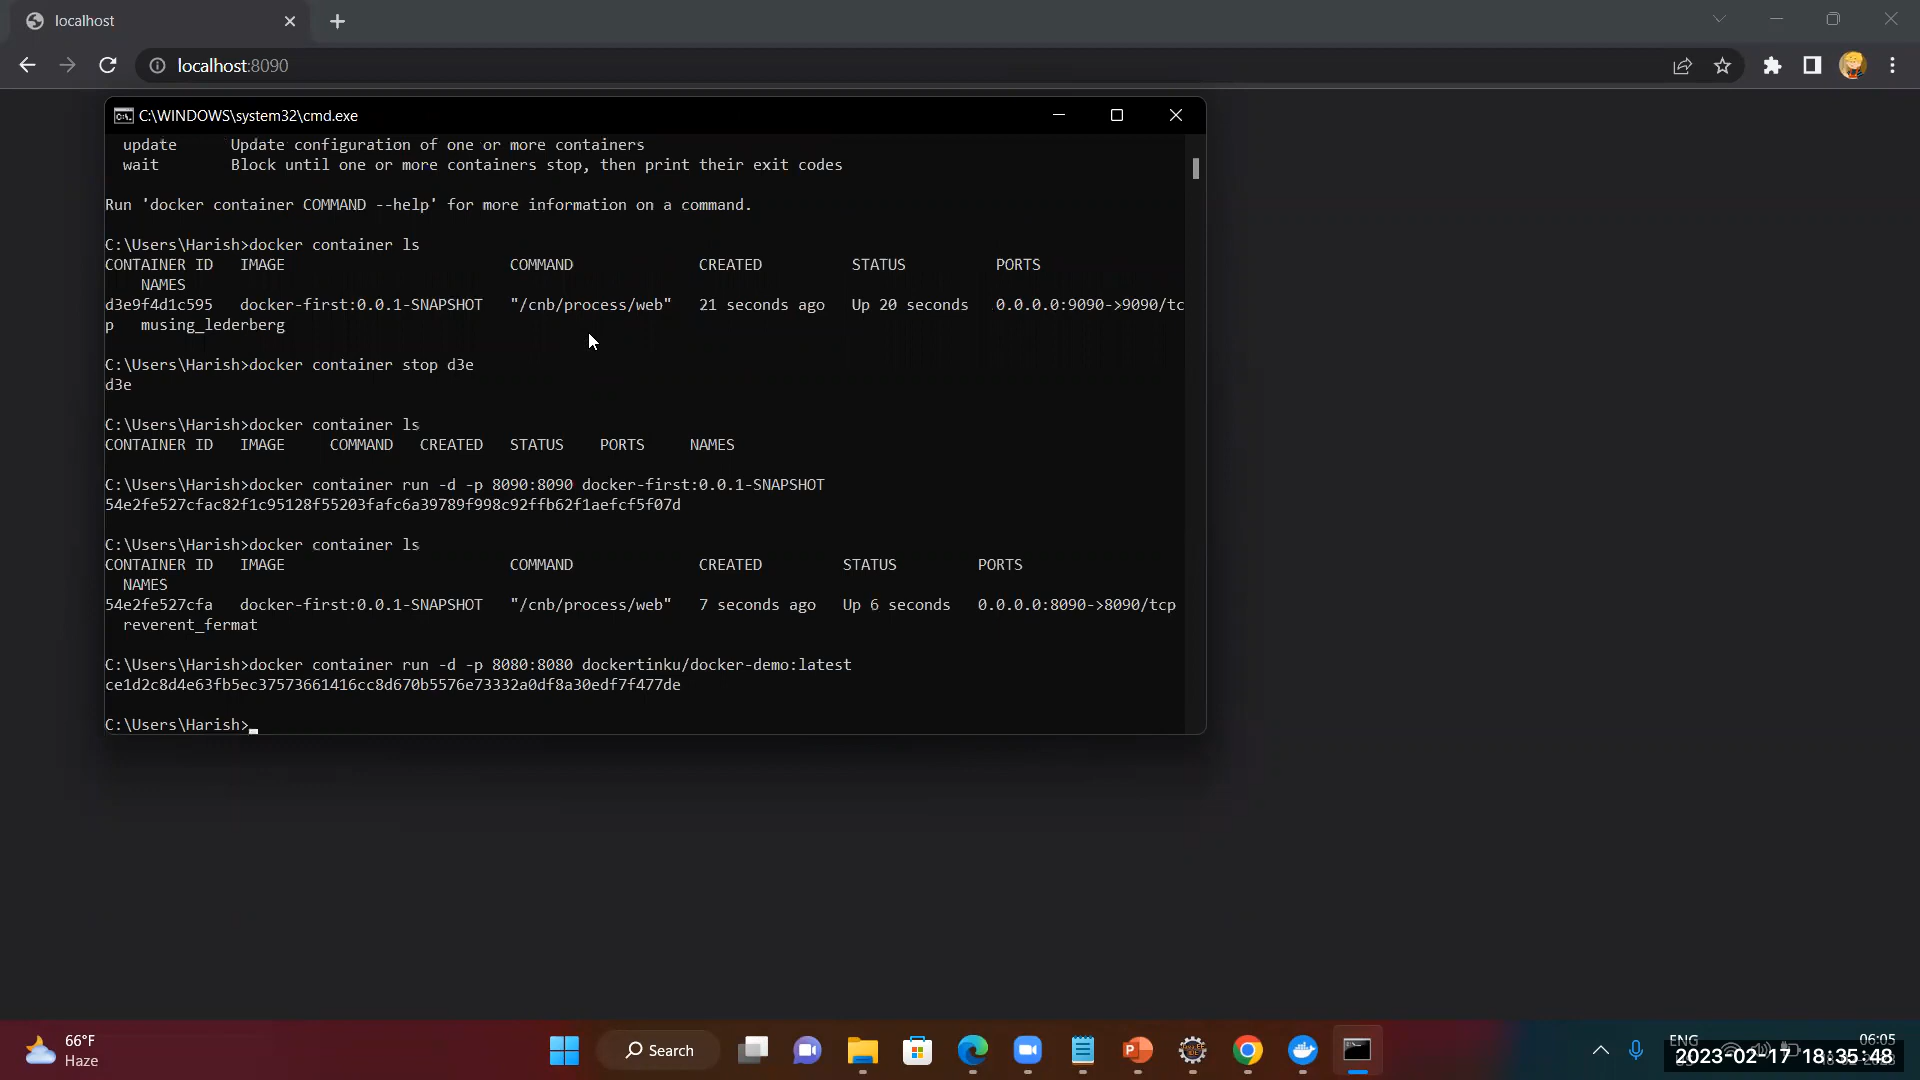 localhost
localhost:8090
C:\WINDOWS\system32\cmd.exe
update      Update configuration of one or more containers
wait        Block until one or more containers stop, then print their exit codes
Run 'docker container COMMAND --help' for more information on a command.
C:\Users\Harish>docker container ls
CONTAINER ID   IMAGE                         COMMAND              CREATED          STATUS          PORTS
NAMES
d3e9f4d1c595   docker-first:0.0.1-SNAPSHOT   "/cnb/process/web"   21 seconds ago   Up 20 seconds   0.0.0.0:9090->9090/tc
p   musing_lederberg
C:\Users\Harish>docker container stop d3e
d3e
C:\Users\Harish>docker container ls
CONTAINER ID   IMAGE     COMMAND   CREATED   STATUS    PORTS     NAMES
C:\Users\Harish>docker container run -d -p 8090:8090 docker-first:0.0.1-SNAPSHOT
54e2fe527cfac82f1c95128f55203fafc6a39789f998c92ffb62f1aefcf5f07d
C:\Users\Harish>docker container ls
CONTAINER ID   IMAGE                         COMMAND              CREATED         STATUS         PORTS
NAMES
54e2fe527cfa   docker-first:0.0.1-SNAPSHOT   "/cnb/process/web"   7 seconds ago   Up 6 seconds   0.0.0.0:8090->8090/tcp
reverent_fermat
C:\Users\Harish>docker container run -d -p 8080:8080 dockertinku/docker-demo:latest
ce1d2c8d4e63fb5ec37573661416cc8d670b5576e73332a0df8a30edf7f477de
C:\Users\Harish>
66°F
Haze
Search
ENG
06:05
2023-02-17 18:35:48